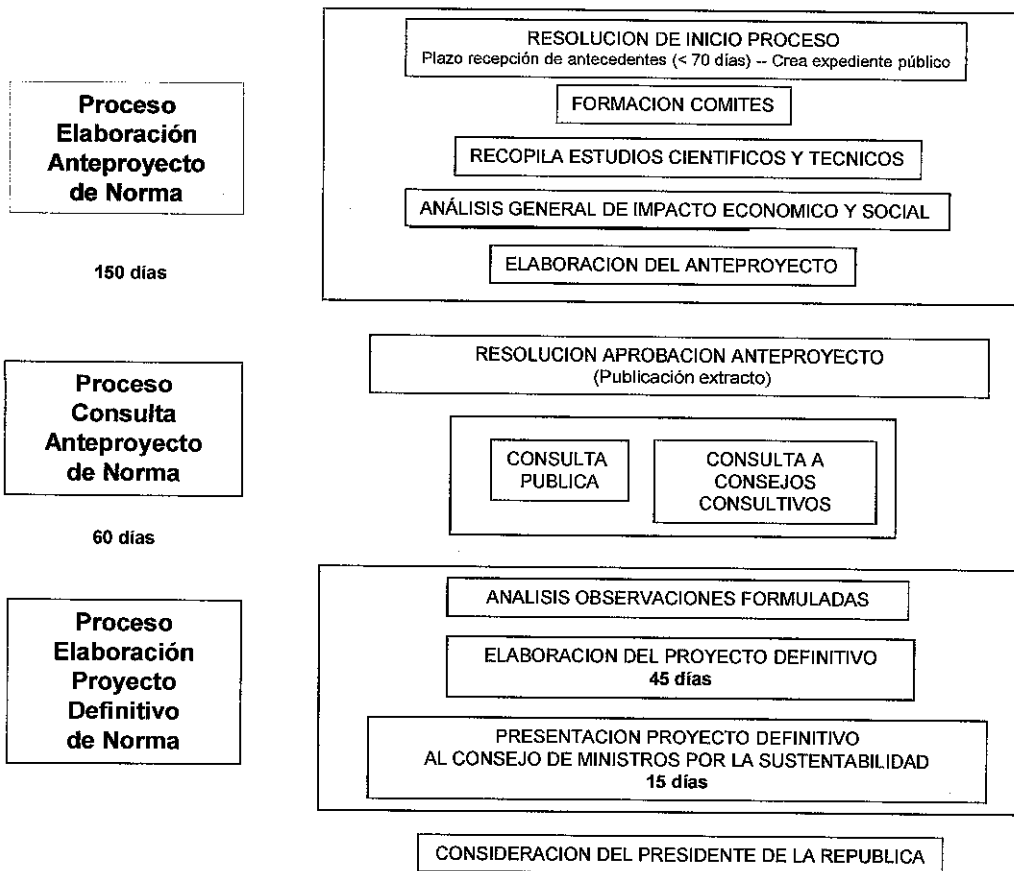 Proceso
Elaboración
Anteproyecto
de Norma
150 días
RESOLUCION DE INICIO PROCESO
Plazo recepción de antecedentes (< 70 días) -- Crea expediente público
FORMACION COMITES
RECOPILA ESTUDIOS CIENTIFICOS Y TECNICOS
ANÁLISIS GENERAL DE IMPACTO ECONOMICO Y SOCIAL
ELABORACION DEL ANTEPROYECTO
Proceso
Consulta
Anteproyecto
de Norma
60 días
RESOLUCION APROBACION ANTEPROYECTO
(Publicación extracto)
CONSULTA
PUBLICA
CONSULTA A
CONSEJOS
CONSULTIVOS
Proceso
Elaboración
Proyecto
Definitivo
de Norma
ANALISIS OBSERVACIONES FORMULADAS
ELABORACION DEL PROYECTO DEFINITIVO
45 días
PRESENTACION PROYECTO DEFINITIVO
AL CONSEJO DE MINISTROS POR LA SUSTENTABILIDAD
15 días
CONSIDERACION DEL PRESIDENTE DE LA REPUBLICA